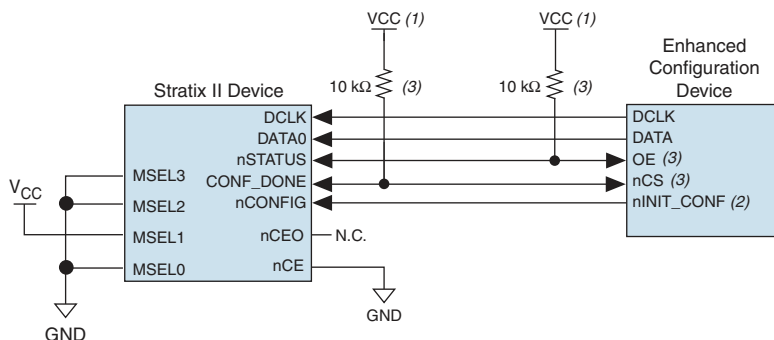 VCC (1)
VCC (1)
Enhanced
Configuration
Device
Stratix II Device
10 kΩ
(3)
10 kΩ
(3)
DCLK
DCLK
DATA0
DATA
nSTATUS
OE (3)
VCC
MSEL3
CONF_DONE
nCS (3)
MSEL2
nCONFIG
nINIT_CONF (2)
MSEL1
nCEO
N.C.
MSEL0
nCE
GND
GND